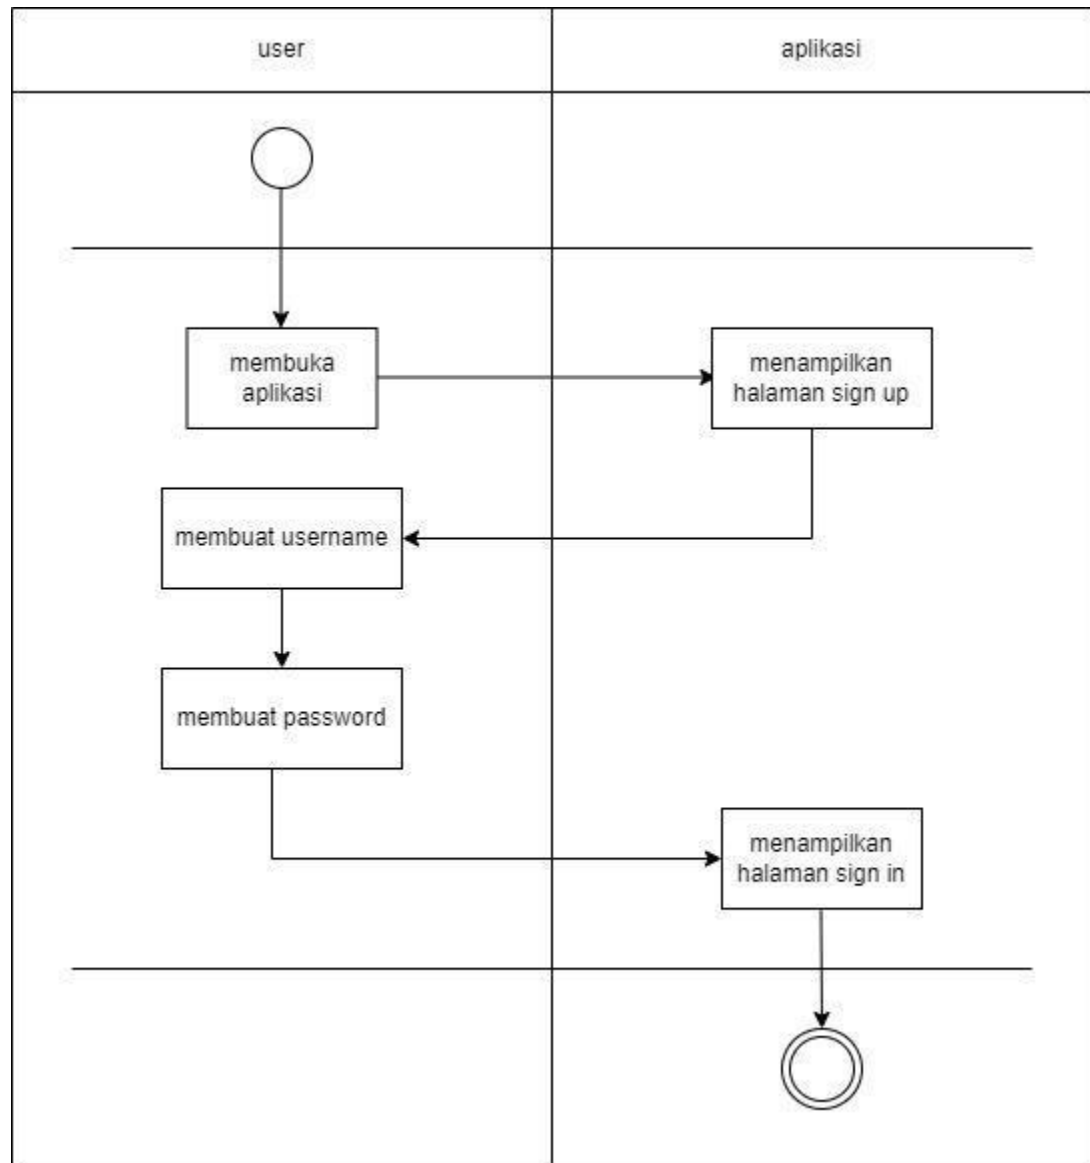 user
aplikasi
membuka
aplikasi
menampilkan
halaman sign up
membuat username
membuat password
menampilkan
halaman sign in